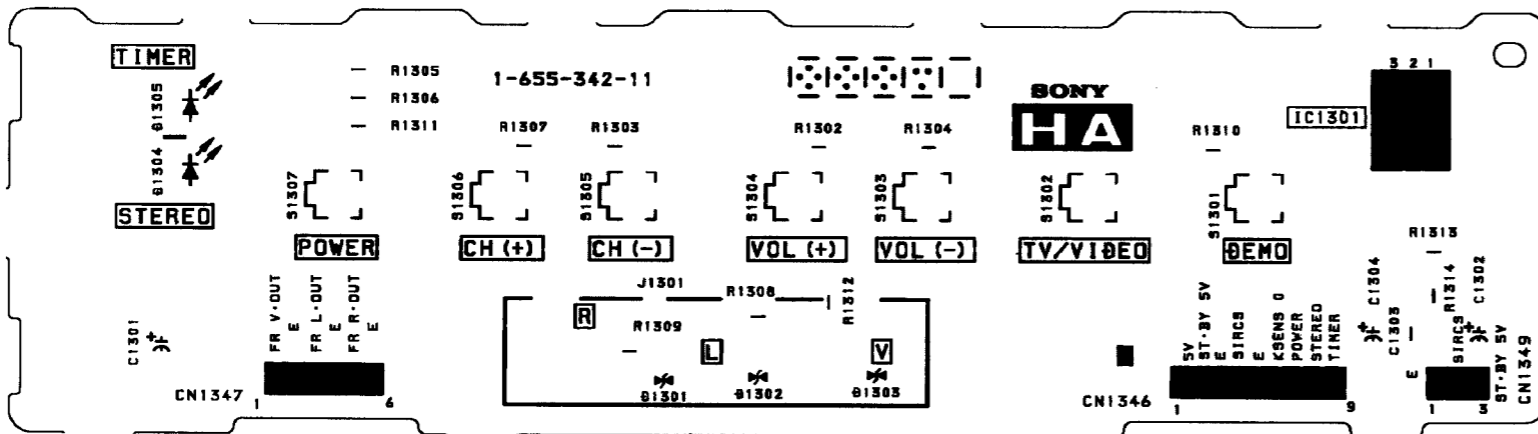 TIMER
D1305
D1304
STEREO
R1305
R1306
R1311
1-655-342-11
R1307
R1303
R1302
R1304
SONY
HA
R1310
IC1301
3 2 1
S1307
S1306
S1305
S1304
S1303
S1302
S1301
POWER
CH (+)
CH (-)
VOL (+)
VOL (-)
TV/VIDEO
DEMO
R1313
C1304
R1314
C1302
C1303
C1301
FR V·OUT
E
FR L·OUT
E
FR R·OUT
E
CN1347
1
6
J1301
R
R1308
R1312
R1309
L
V
D1301
D1302
D1303
5V
ST·BY 5V
E
SIRCS
E
KSENS 0
POWER
STEREO
TIMER
CN1346
1
9
E
SIRCS
ST·BY 5V
CN1349
1
3